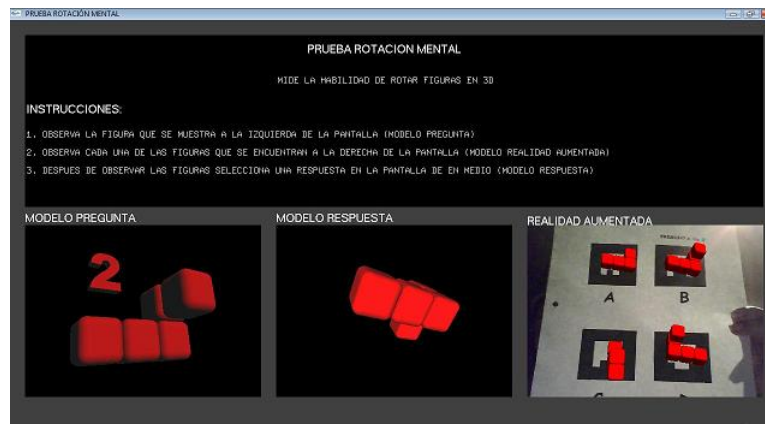 PRUEBA ROTACIÓN MENTAL
PRUEBA ROTACION MENTAL
MIDE LA HABILIDAD DE ROTAR FIGURAS EN 3D
INSTRUCCIONES:
1. OBSERVA LA FIGURA QUE SE MUESTRA A LA IZQUIERDA DE LA PANTALLA (MODELO PREGUNTA)
2. OBSERVA CADA UNA DE LAS FIGURAS QUE SE ENCUENTRAN A LA DERECHA DE LA PANTALLA (MODELO REALIDAD AUMENTADA)
3. DESPUES DE OBSERVAR LAS FIGURAS SELECCIONA UNA RESPUESTA EN LA PANTALLA DE EN MEDIO (MODELO RESPUESTA)
MODELO PREGUNTA
MODELO RESPUESTA
REALIDAD AUMENTADA
2
A B